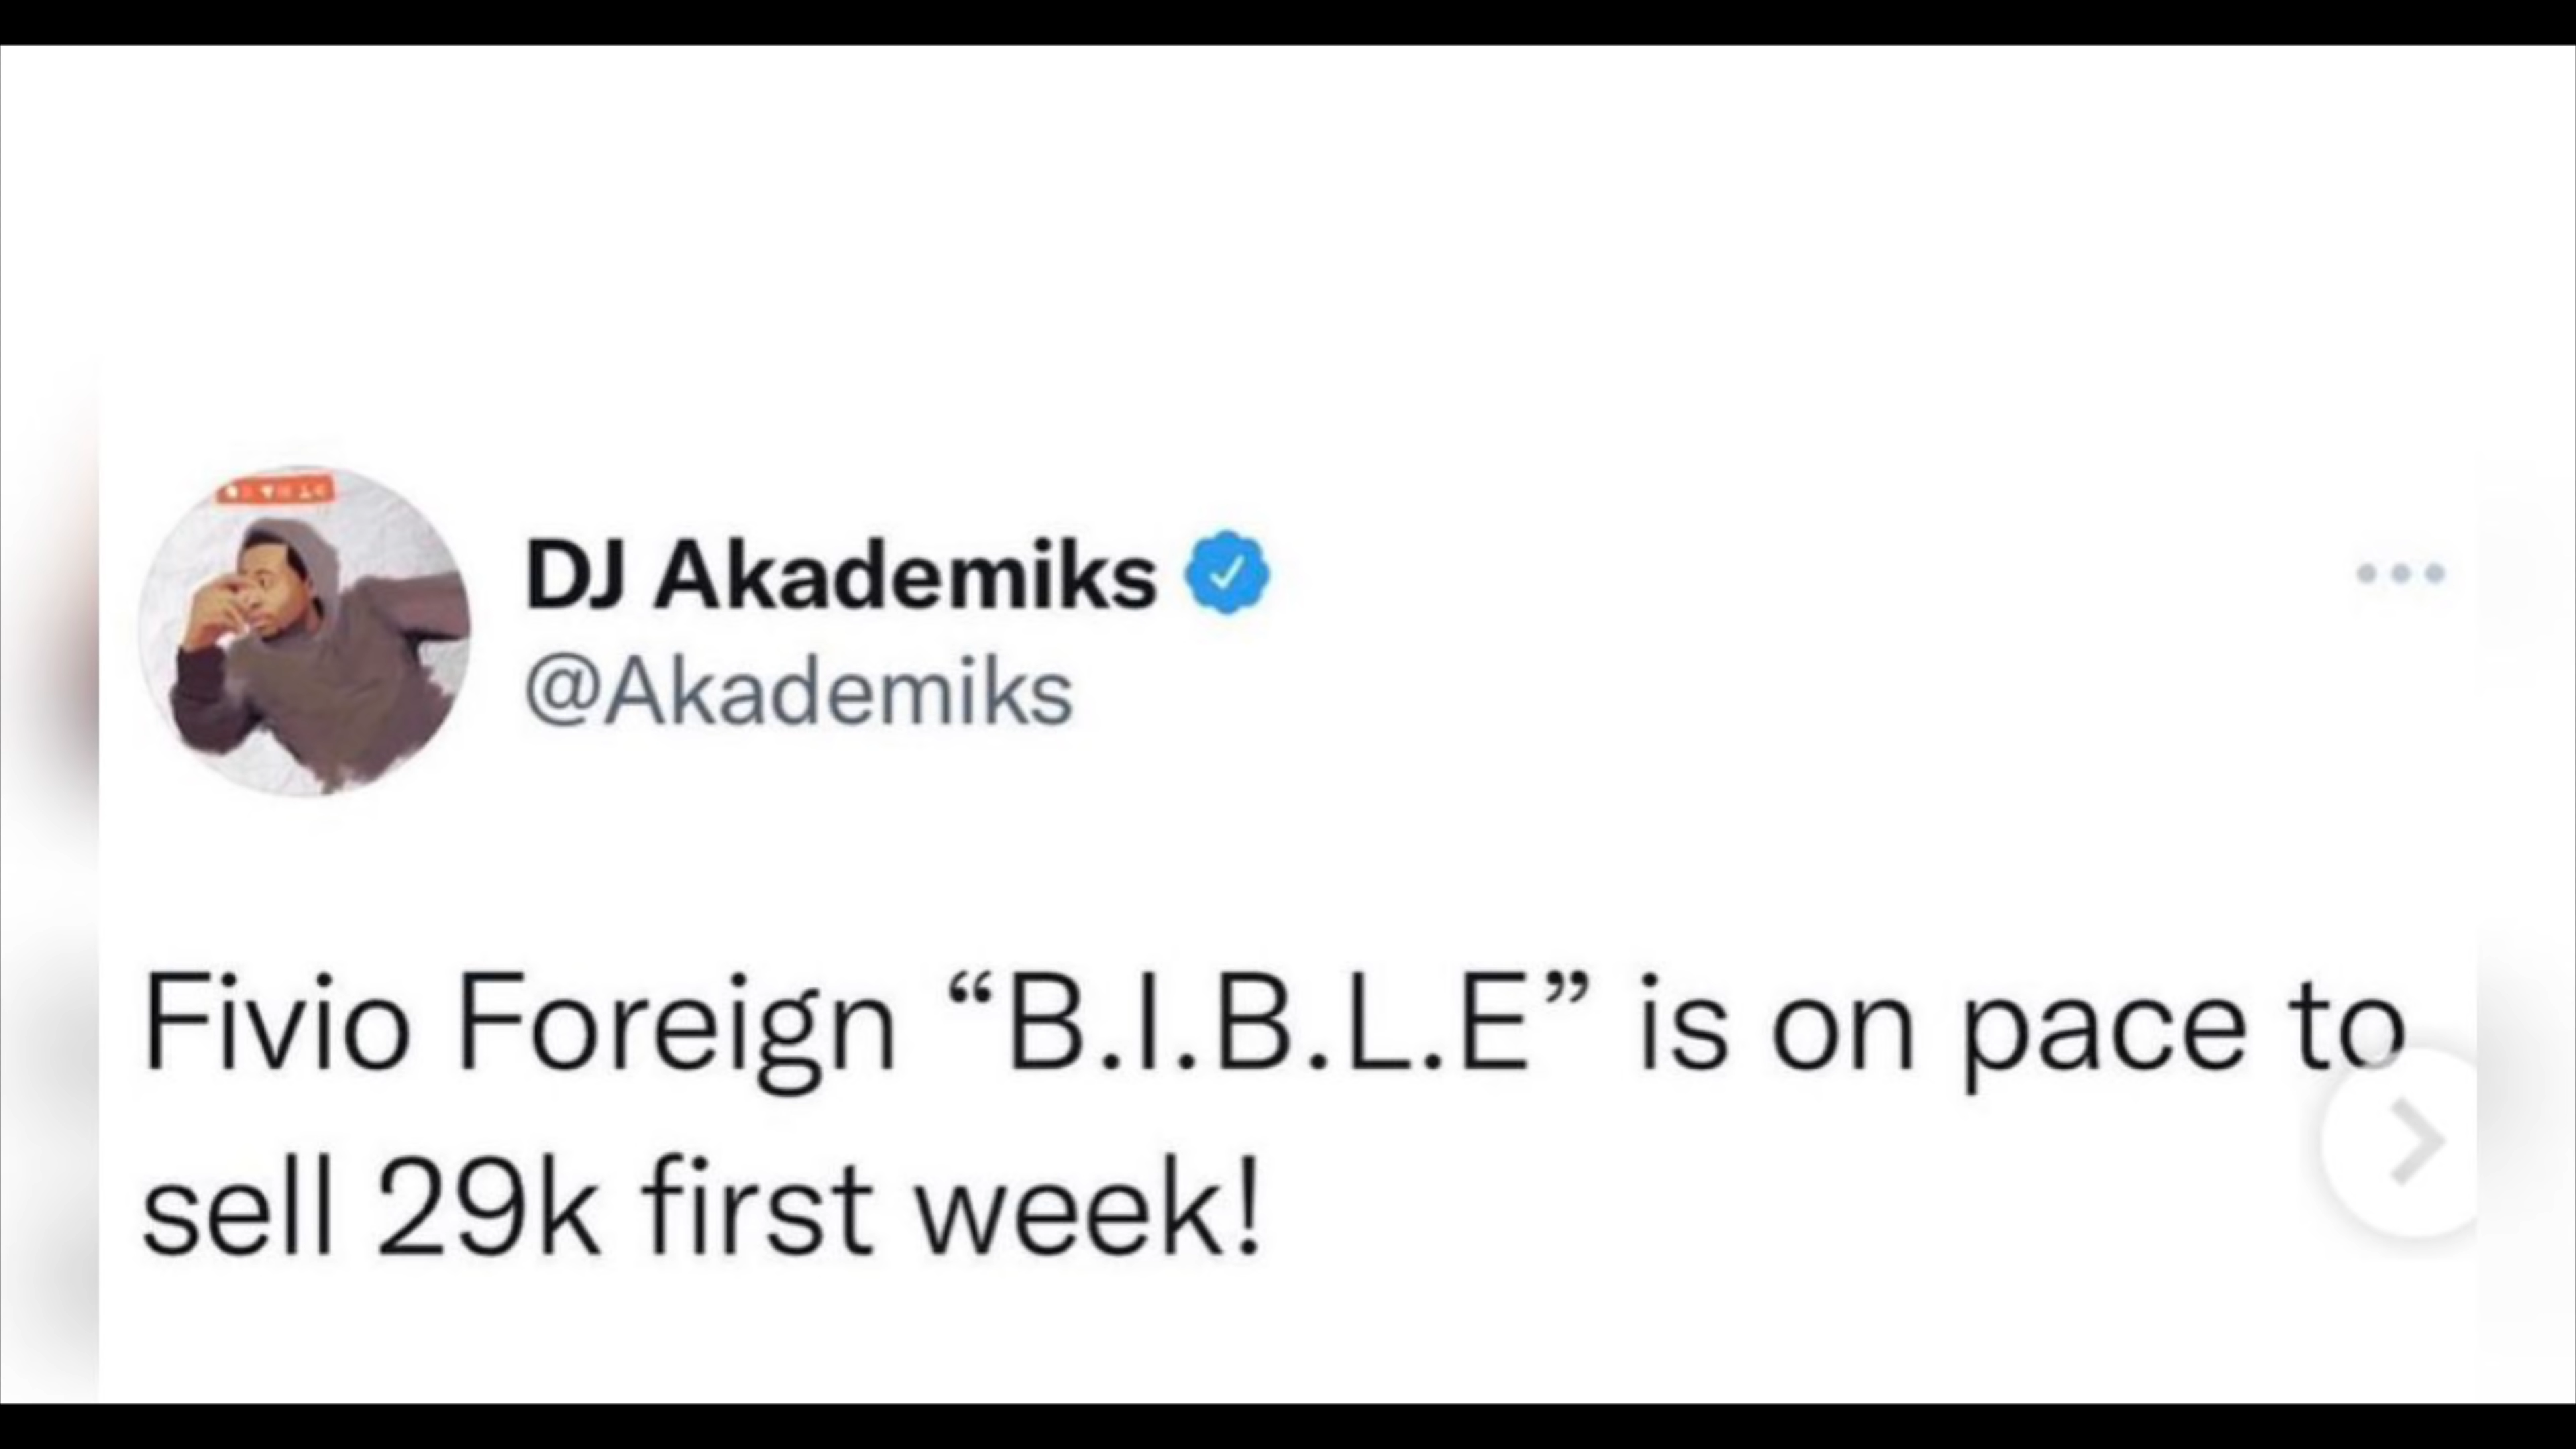 DJ Akademiks
@Akademiks
Fivio Foreign “B.I.B.L.E” is on pace to
sell 29k first week!